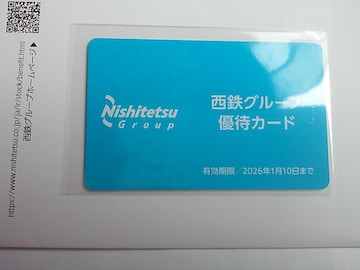 Nishitetsu
Group
西鉄グループ
優待カード
有効期限／2026年1月10日まで
西鉄グループホームページ▶
https://www.nishitetsu.co.jp/ja/ir/stock/benefit.html